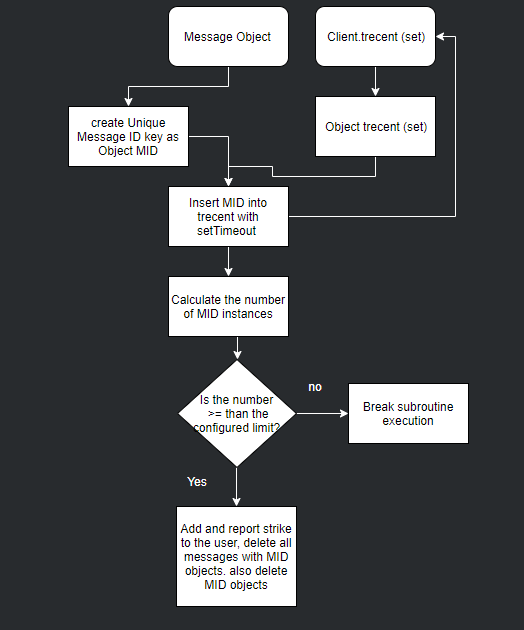 Message Object
Client.trecent (set)
create Unique
Message ID key as
Object MID
Object trecent (set)
Insert MID into
trecent with
setTimeout
Calculate the number
of MID instances
Is the number
>= than the
configured limit?
no
Break subroutine
execution
Yes
Add and report strike
to the user, delete all
messages with MID
objects. also delete
MID objects